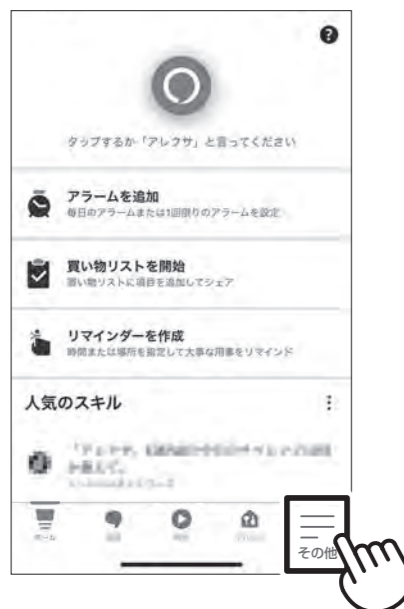 タップするか「アレクサ」と言ってください
アラームを追加
毎日のアラームまたは1回限りのアラームを設定
買い物リストを開始
買い物リストに項目を追加してシェア
リマインダーを作成
時間または場所を指定して大事な用事をリマインド
人気のスキル
ホーム
その他